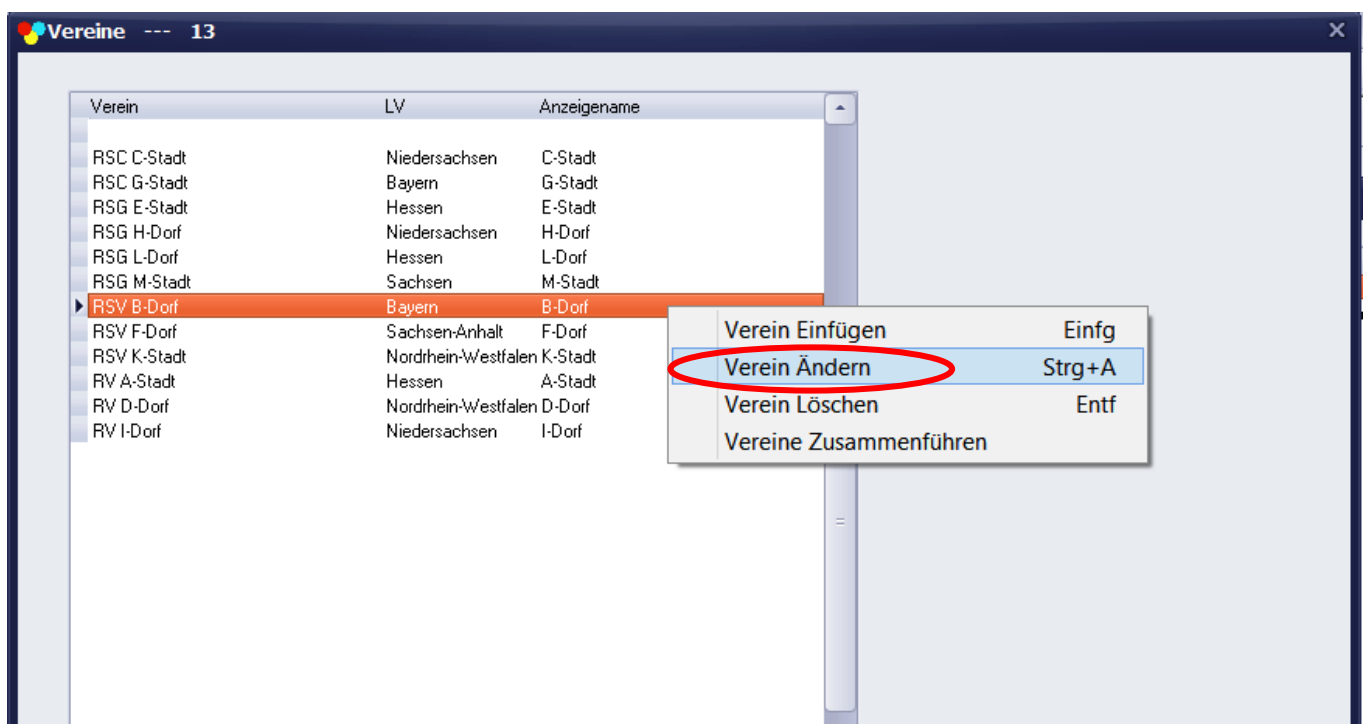 Vereine --- 13
Verein LV Anzeigename
RSC C-Stadt Niedersachsen C-Stadt
RSC G-Stadt Bayern G-Stadt
RSG E-Stadt Hessen E-Stadt
RSG H-Dorf Niedersachsen H-Dorf
RSG L-Dorf Hessen L-Dorf
RSG M-Stadt Sachsen M-Stadt
RSV B-Dorf Bayern B-Dorf
RSV F-Dorf Sachsen-Anhalt F-Dorf
RSV K-Stadt Nordrhein-Westfalen K-Stadt
RV A-Stadt Hessen A-Stadt
RV D-Dorf Nordrhein-Westfalen D-Dorf
RV I-Dorf Niedersachsen I-Dorf
Verein Einfügen Einfg
Verein Ändern Strg+A
Verein Löschen Entf
Vereine Zusammenführen